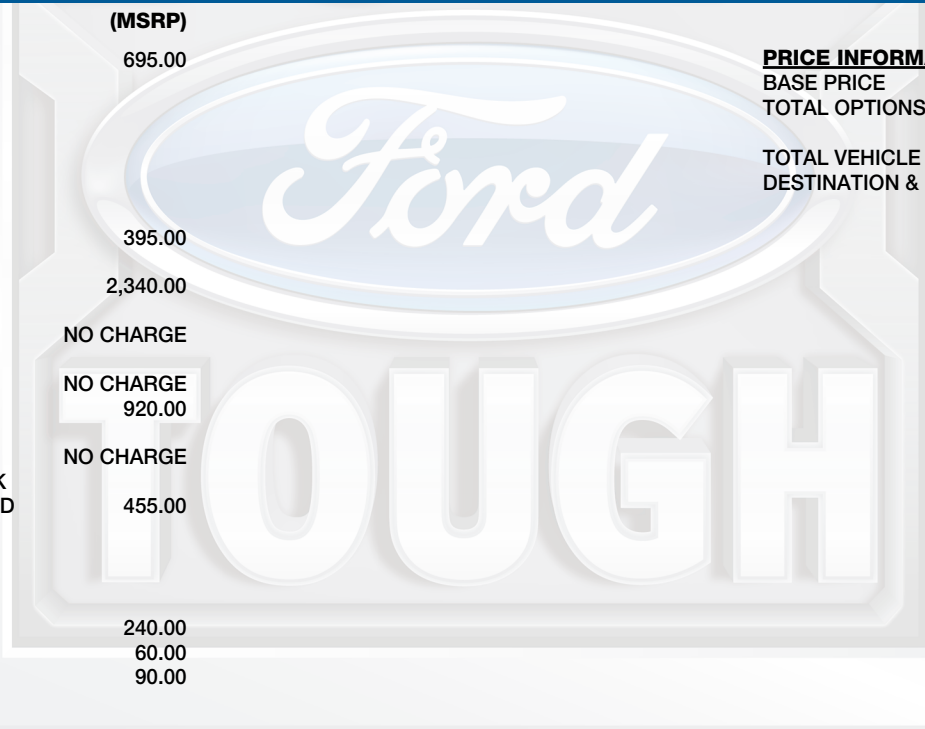 (MSRP)
695.00
395.00
2,340.00
NO CHARGE
NO CHARGE
920.00
NO CHARGE
K
D 455.00
240.00
60.00
90.00
PRICE INFORMA
BASE PRICE
TOTAL OPTIONS
TOTAL VEHICLE
DESTINATION &
Ford
TOUGH